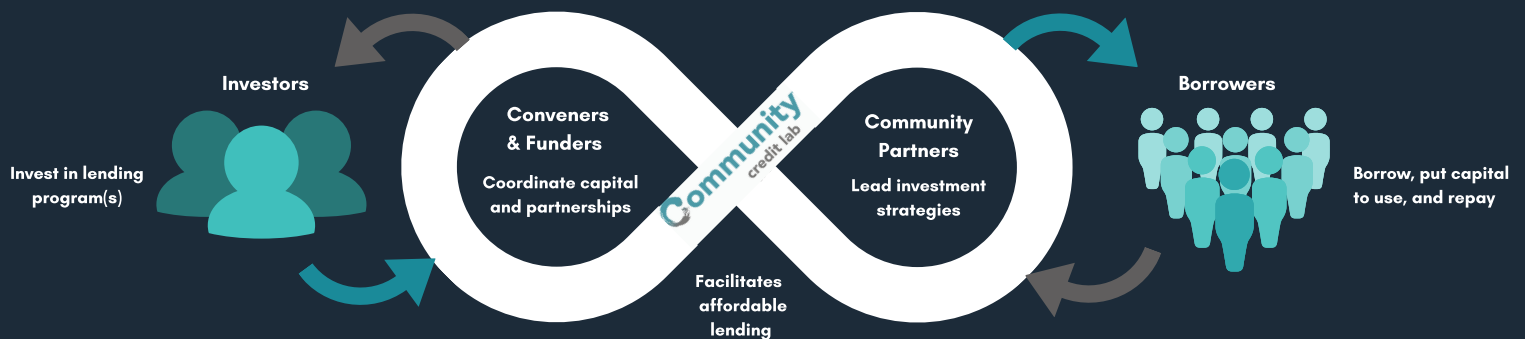 Investors
Invest in lending
program(s)
Conveners
& Funders
Coordinate capital
and partnerships
Community
credit lab
Facilitates
affordable
lending
Community
Partners
Lead investment
strategies
Borrowers
Borrow, put capital
to use, and repay